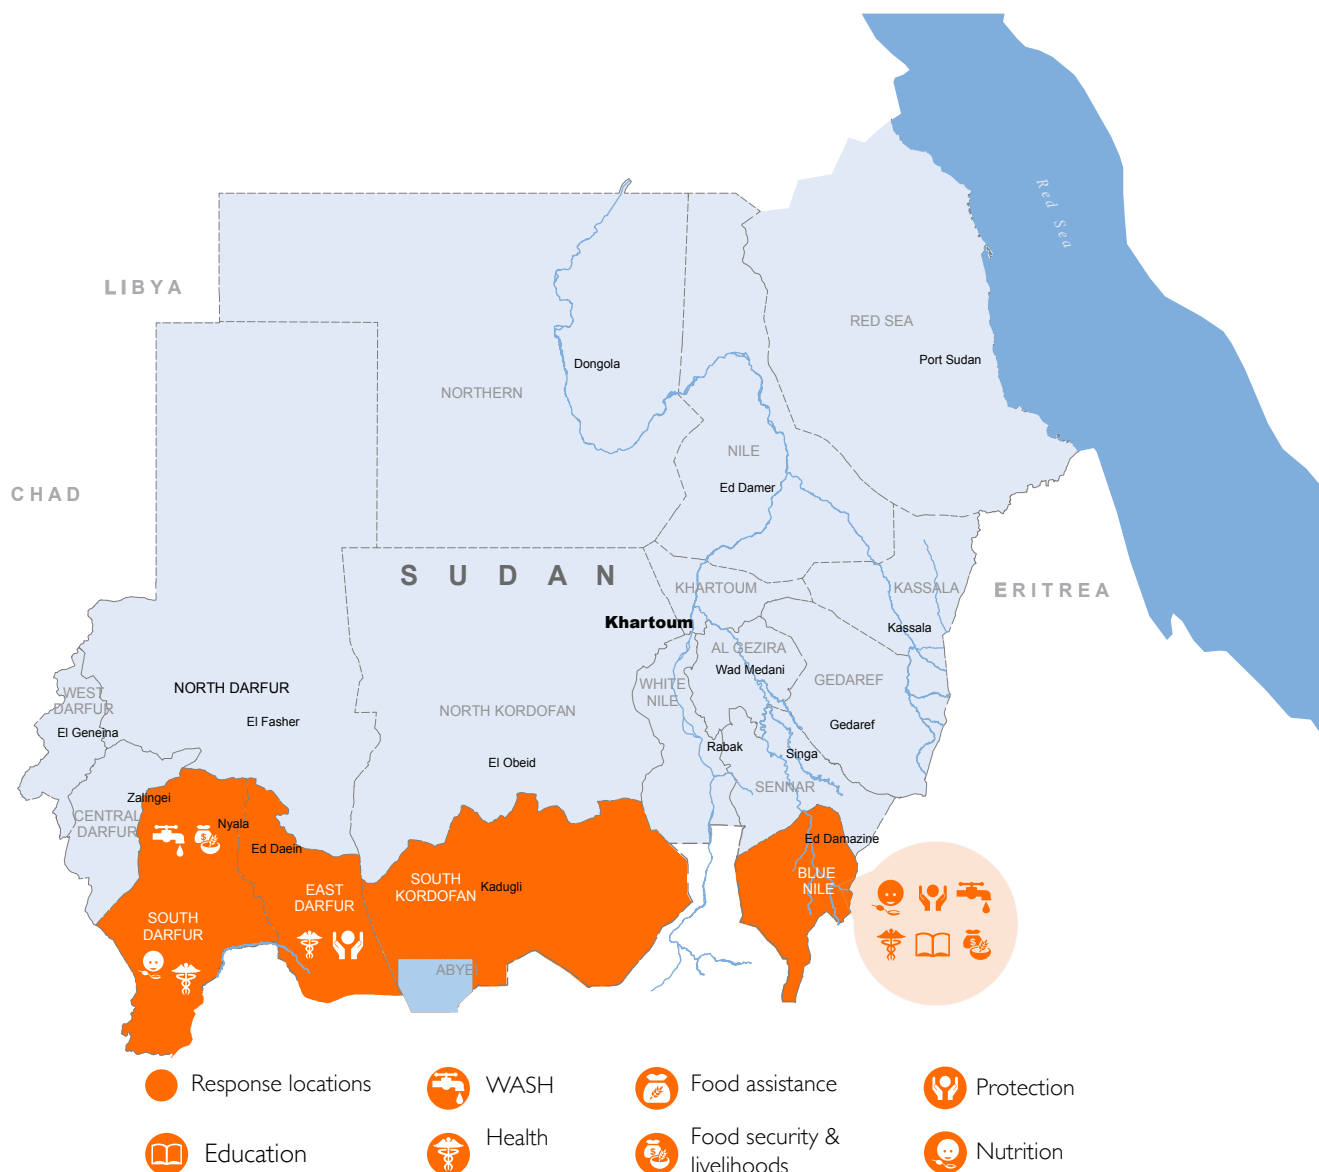 Red Sea
LIBYA
RED SEA
Port Sudan
Dongola
NORTHERN
NILE
Ed Damer
CHAD
SUDAN
KHARTOUM
KASSALA
ERITREA
Khartoum
Kassala
AL GEZIRA
Wad Medani
GEDAREF
WEST
DARFUR
NORTH DARFUR
WHITE
NILE
El Geneina
El Fasher
NORTH KORDOFAN
Gedaref
Rabak
Singa
El Obeid
SENNAR
Zalingei
CENTRAL
DARFUR
Nyala
Ed Daein
Ed Damazine
BLUE
NILE
SOUTH
KORDOFAN
Kadugli
EAST
DARFUR
SOUTH
DARFUR
ABYEI
Response locations
WASH
Food assistance
Protection
Education
Health
Food security &
livelihoods
Nutrition